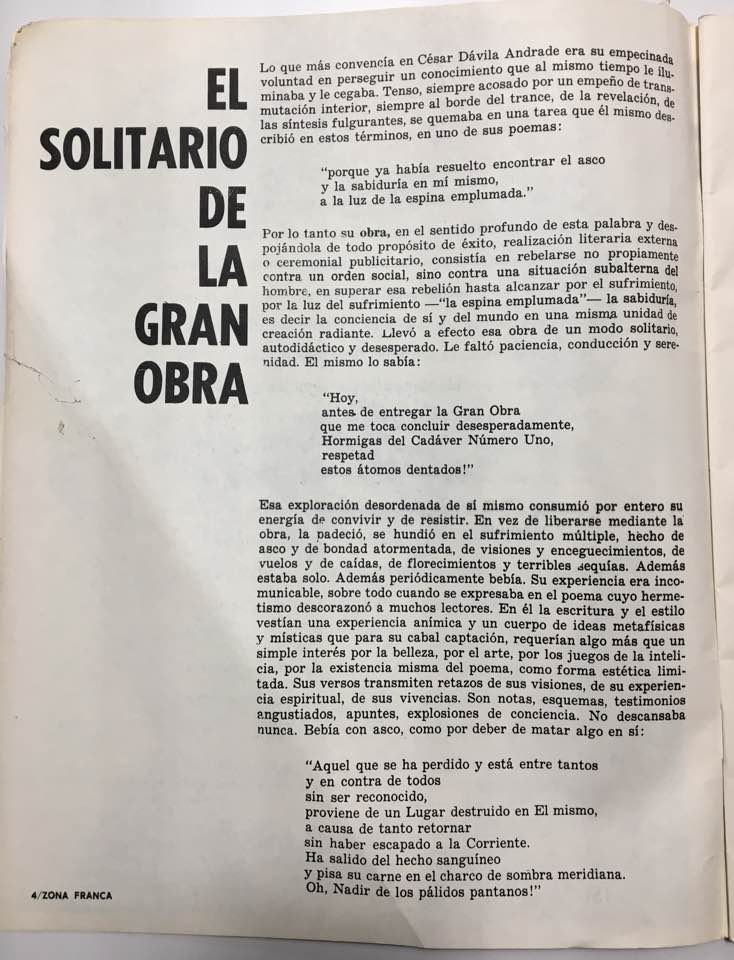 EL
SOLITARIO
DE
LA
GRAN
OBRA
Lo que más convencía en César Dávila Andrade era su empecinada
voluntad en perseguir un conocimiento que al mismo tiempo le ilu-
minaba y le cegaba. Tenso, siempre acosado por un empeño de trans-
mutación interior, siempre al borde del trance, de la revelación, de
las síntesis fulgurantes, se quemaba en una tarea que él mismo des-
cribió en estos términos, en uno de sus poemas:
"porque ya había resuelto encontrar el asco
y la sabiduría en mí mismo,
a la luz de la espina emplumada."
Por lo tanto su obra, en el sentido profundo de esta palabra y des-
pojándola de todo propósito de éxito, realización literaria externa
o ceremonial publicitario, consistía en rebelarse no propiamente
contra un orden social, sino contra una situación subalterna del
hombre, en superar esa rebelión hasta alcanzar por el sufrimiento,
por la luz del sufrimiento —"la espina emplumada"— la sabiduría,
es decir la conciencia de sí y del mundo en una misma unidad de
creación radiante. Llevó a efecto esa obra de un modo solitario,
autodidáctico y desesperado. Le faltó paciencia, conducción y sere-
nidad. El mismo lo sabía:
"Hoy,
antes de entregar la Gran Obra
que me toca concluir desesperadamente,
Hormigas del Cadáver Número Uno,
respetad
estos átomos dentados!"
Esa exploración desordenada de sí mismo consumió por entero su
energía de convivir y de resistir. En vez de liberarse mediante la
obra, la padeció, se hundió en el sufrimiento múltiple, hecho de
asco y de bondad atormentada, de visiones y enceguecimientos, de
vuelos y de caídas, de florecimientos y terribles sequías. Además
estaba solo. Además periódicamente bebía. Su experiencia era inco-
municable, sobre todo cuando se expresaba en el poema cuyo herme-
tismo descorazonó a muchos lectores. En él la escritura y el estilo
vestían una experiencia anímica y un cuerpo de ideas metafísicas
y místicas que para su cabal captación, requerían algo más que un
simple interés por la belleza, por el arte, por los juegos de la inteli-
cia, por la existencia misma del poema, como forma estética limi-
tada. Sus versos transmiten retazos de sus visiones, de su experien-
cia espiritual, de sus vivencias. Son notas, esquemas, testimonios
angustiados, apuntes, explosiones de conciencia. No descansaba
nunca. Bebía con asco, como por deber de matar algo en sí:
"Aquel que se ha perdido y está entre tantos
y en contra de todos
sin ser reconocido,
proviene de un Lugar destruido en El mismo,
a causa de tanto retornar
sin haber escapado a la Corriente.
Ha salido del hecho sanguíneo
y pisa su carne en el charco de sombra meridiana.
Oh, Nadir de los pálidos pantanos!"
4/ZONA FRANCA